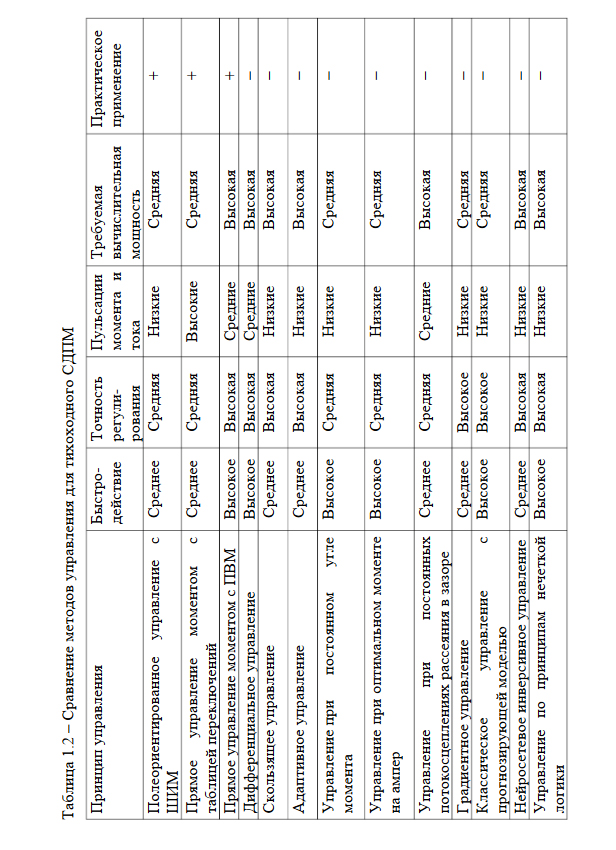 Таблица 1.2 – Сравнение методов управления для тихоходного СДПМ
Принцип управления
Быстро-
действие
Точность
регули-
рования
Пульсации
момента и
тока
Требуемая
вычислительная
мощность
Практическое
применение
Полеориентированное управление с
ШИМ
Среднее
Средняя
Низкие
Средняя
+
Прямое управление моментом с
таблицей переключений
Среднее
Средняя
Высокие
Средняя
+
Прямое управление моментом с ПВМ
Высокое
Высокая
Средние
Высокая
+
Дифференциальное управление
Высокое
Высокая
Средние
Высокая
–
Скользящее управление
Среднее
Высокая
Низкие
Высокая
–
Адаптивное управление
Среднее
Высокая
Низкие
Высокая
–
Управление при постоянном угле
момента
Высокое
Средняя
Низкие
Средняя
–
Управление при оптимальном моменте
на ампер
Высокое
Средняя
Низкие
Средняя
–
Управление при постоянных
потокосцеплениях рассеяния в зазоре
Среднее
Средняя
Средние
Высокая
–
Градиентное управление
Среднее
Высокое
Низкие
Средняя
–
Классическое управление с
прогнозирующей моделью
Высокое
Высокое
Низкие
Средняя
–
Нейросетевое инверсивное управление
Среднее
Высокая
Низкие
Высокая
–
Управление по принципам нечеткой
логики
Высокое
Высокая
Низкие
Высокая
–